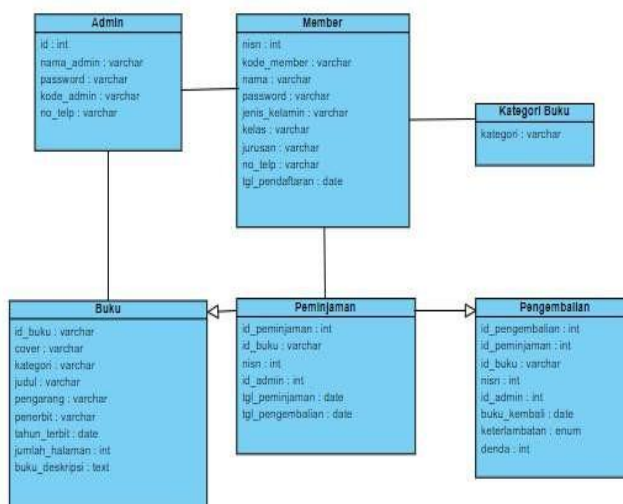 Admin
id : int
nama_admin : varchar
password : varchar
kode_admin : varchar
no_telp : varchar
Member
nisn : int
kode_member : varchar
nama : varchar
password : varchar
jenis_kelamin : varchar
kelas : varchar
jurusan : varchar
no_telp : varchar
tgl_pendaftaran : date
Kategori Buku
kategori : varchar
Buku
id_buku : varchar
cover : varchar
kategori : varchar
judul : varchar
pengarang : varchar
penerbit : varchar
tahun_terbit : date
jumlah_halaman : int
buku_deskripsi : text
Peminjaman
id_peminjaman : int
id_buku : varchar
nisn : int
id_admin : int
tgl_peminjaman : date
tgl_pengembalian : date
Pengembalian
id_pengembalian : int
id_peminjaman : int
id_buku : varchar
nisn : int
id_admin : int
buku_kembali : date
keterlambatan : enum
denda : int